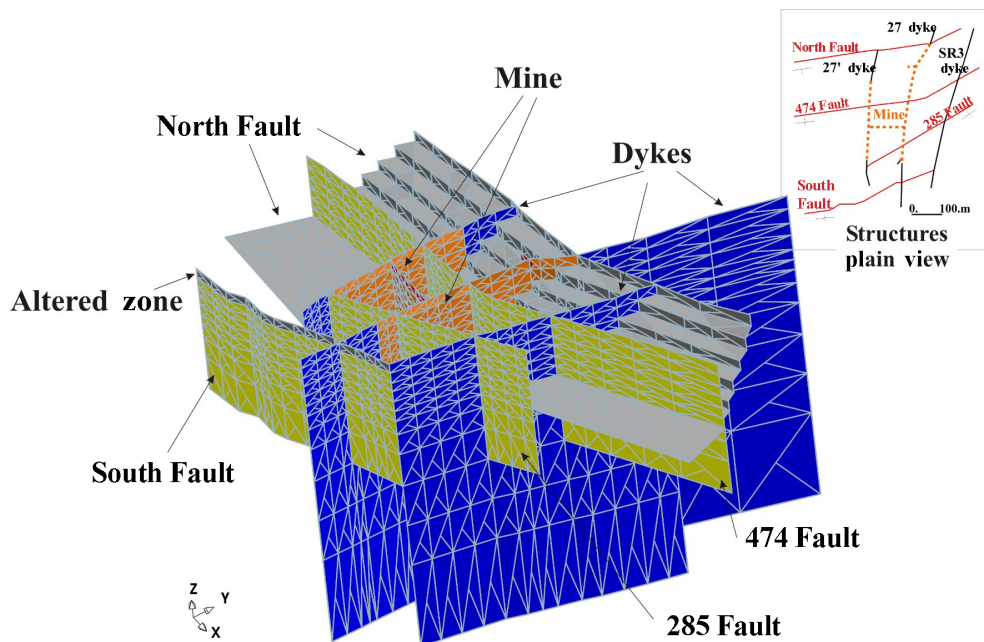 Mine
North Fault
Dykes
Altered zone
South Fault
474 Fault
285 Fault
Z
Y
X
27 dyke
North Fault
SR3
dyke
27' dyke
474 Fault
285 Fault
Mine
South
Fault
0. 100.m
Structures
plain view